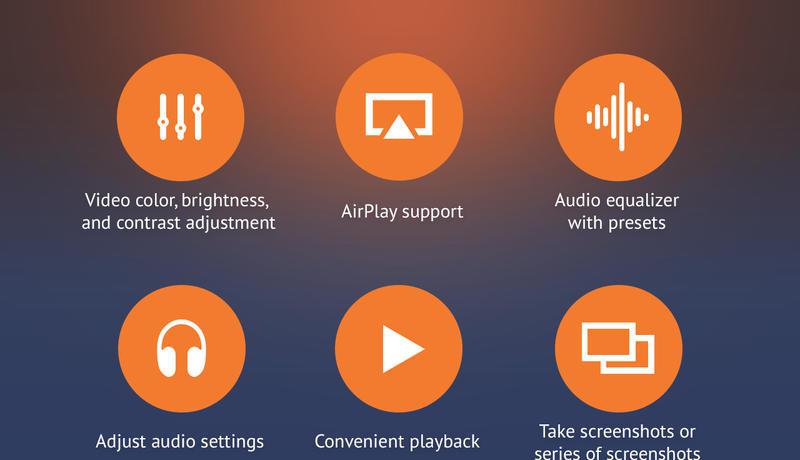 Video color, brightness,
and contrast adjustment
AirPlay support
Audio equalizer
with presets
Adjust audio settings
Convenient playback
Take screenshots or
series of screenshots